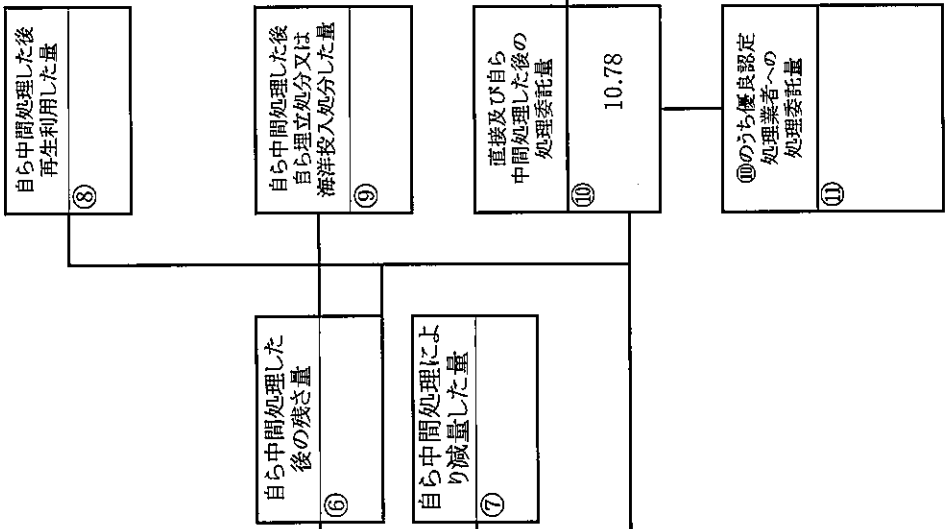 自ら中間処理した後
再生利用した量
⑧
自ら中間処理した後
自ら埋立処分又は
海洋投入処分した量
⑨
直接及び自ら
中間処理した後の
処理委託量
⑩
10.78
⑩のうち優良認定
処理業者への
処理委託量
⑪
自ら中間処理した
後の残さ量
⑥
自ら中間処理によ
り減量した量
⑦